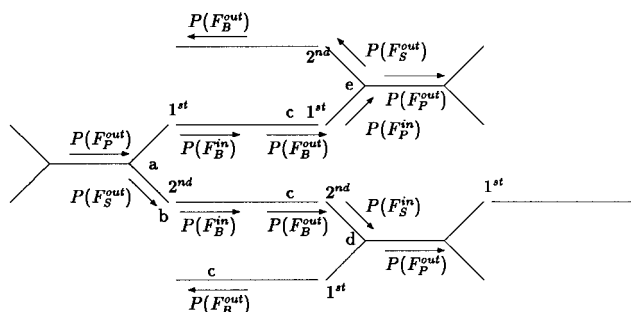 P(F_B^{out})
2^{nd} P(F_S^{out})
e
P(F_P^{out})
1^{st} c 1^{st}
P(F_P^{in})
P(F_P^{out}) P(F_B^{in}) P(F_B^{out})
a
P(F_S^{out}) 2^{nd} c 2^{nd} P(F_S^{in}) 1^{st}
b P(F_B^{in}) P(F_B^{out})
d
P(F_P^{out})
c
P(F_B^{out}) 1^{st}